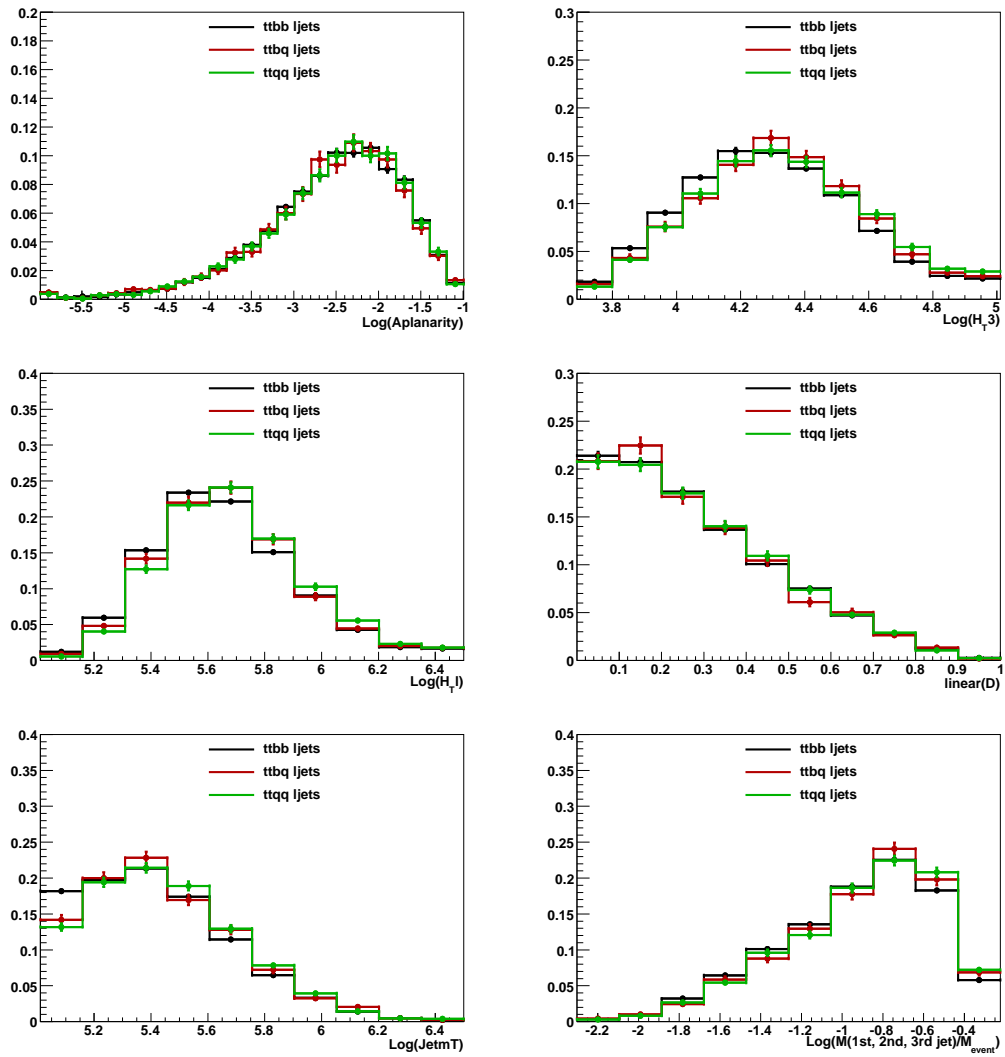 0.2
0.18
0.16
0.14
0.12
0.1
0.08
0.06
0.04
0.02
0
ttbb ljets
ttbq ljets
ttqq ljets
-5.5 -5 -4.5 -4 -3.5 -3 -2.5 -2 -1.5 -1
Log(Aplanarity)
0.3
0.25
0.2
0.15
0.1
0.05
0
ttbb ljets
ttbq ljets
ttqq ljets
3.8 4 4.2 4.4 4.6 4.8 5
Log(H_T3)
0.4
0.35
0.3
0.25
0.2
0.15
0.1
0.05
0
ttbb ljets
ttbq ljets
ttqq ljets
5.2 5.4 5.6 5.8 6 6.2 6.4
Log(H_Tl)
0.3
0.25
0.2
0.15
0.1
0.05
0
ttbb ljets
ttbq ljets
ttqq ljets
0.1 0.2 0.3 0.4 0.5 0.6 0.7 0.8 0.9 1
linear(D)
0.4
0.35
0.3
0.25
0.2
0.15
0.1
0.05
0
ttbb ljets
ttbq ljets
ttqq ljets
5.2 5.4 5.6 5.8 6 6.2 6.4
Log(JetmT)
0.4
0.35
0.3
0.25
0.2
0.15
0.1
0.05
0
ttbb ljets
ttbq ljets
ttqq ljets
-2.2 -2 -1.8 -1.6 -1.4 -1.2 -1 -0.8 -0.6 -0.4
Log(M(1st, 2nd, 3rd jet)/M_event)